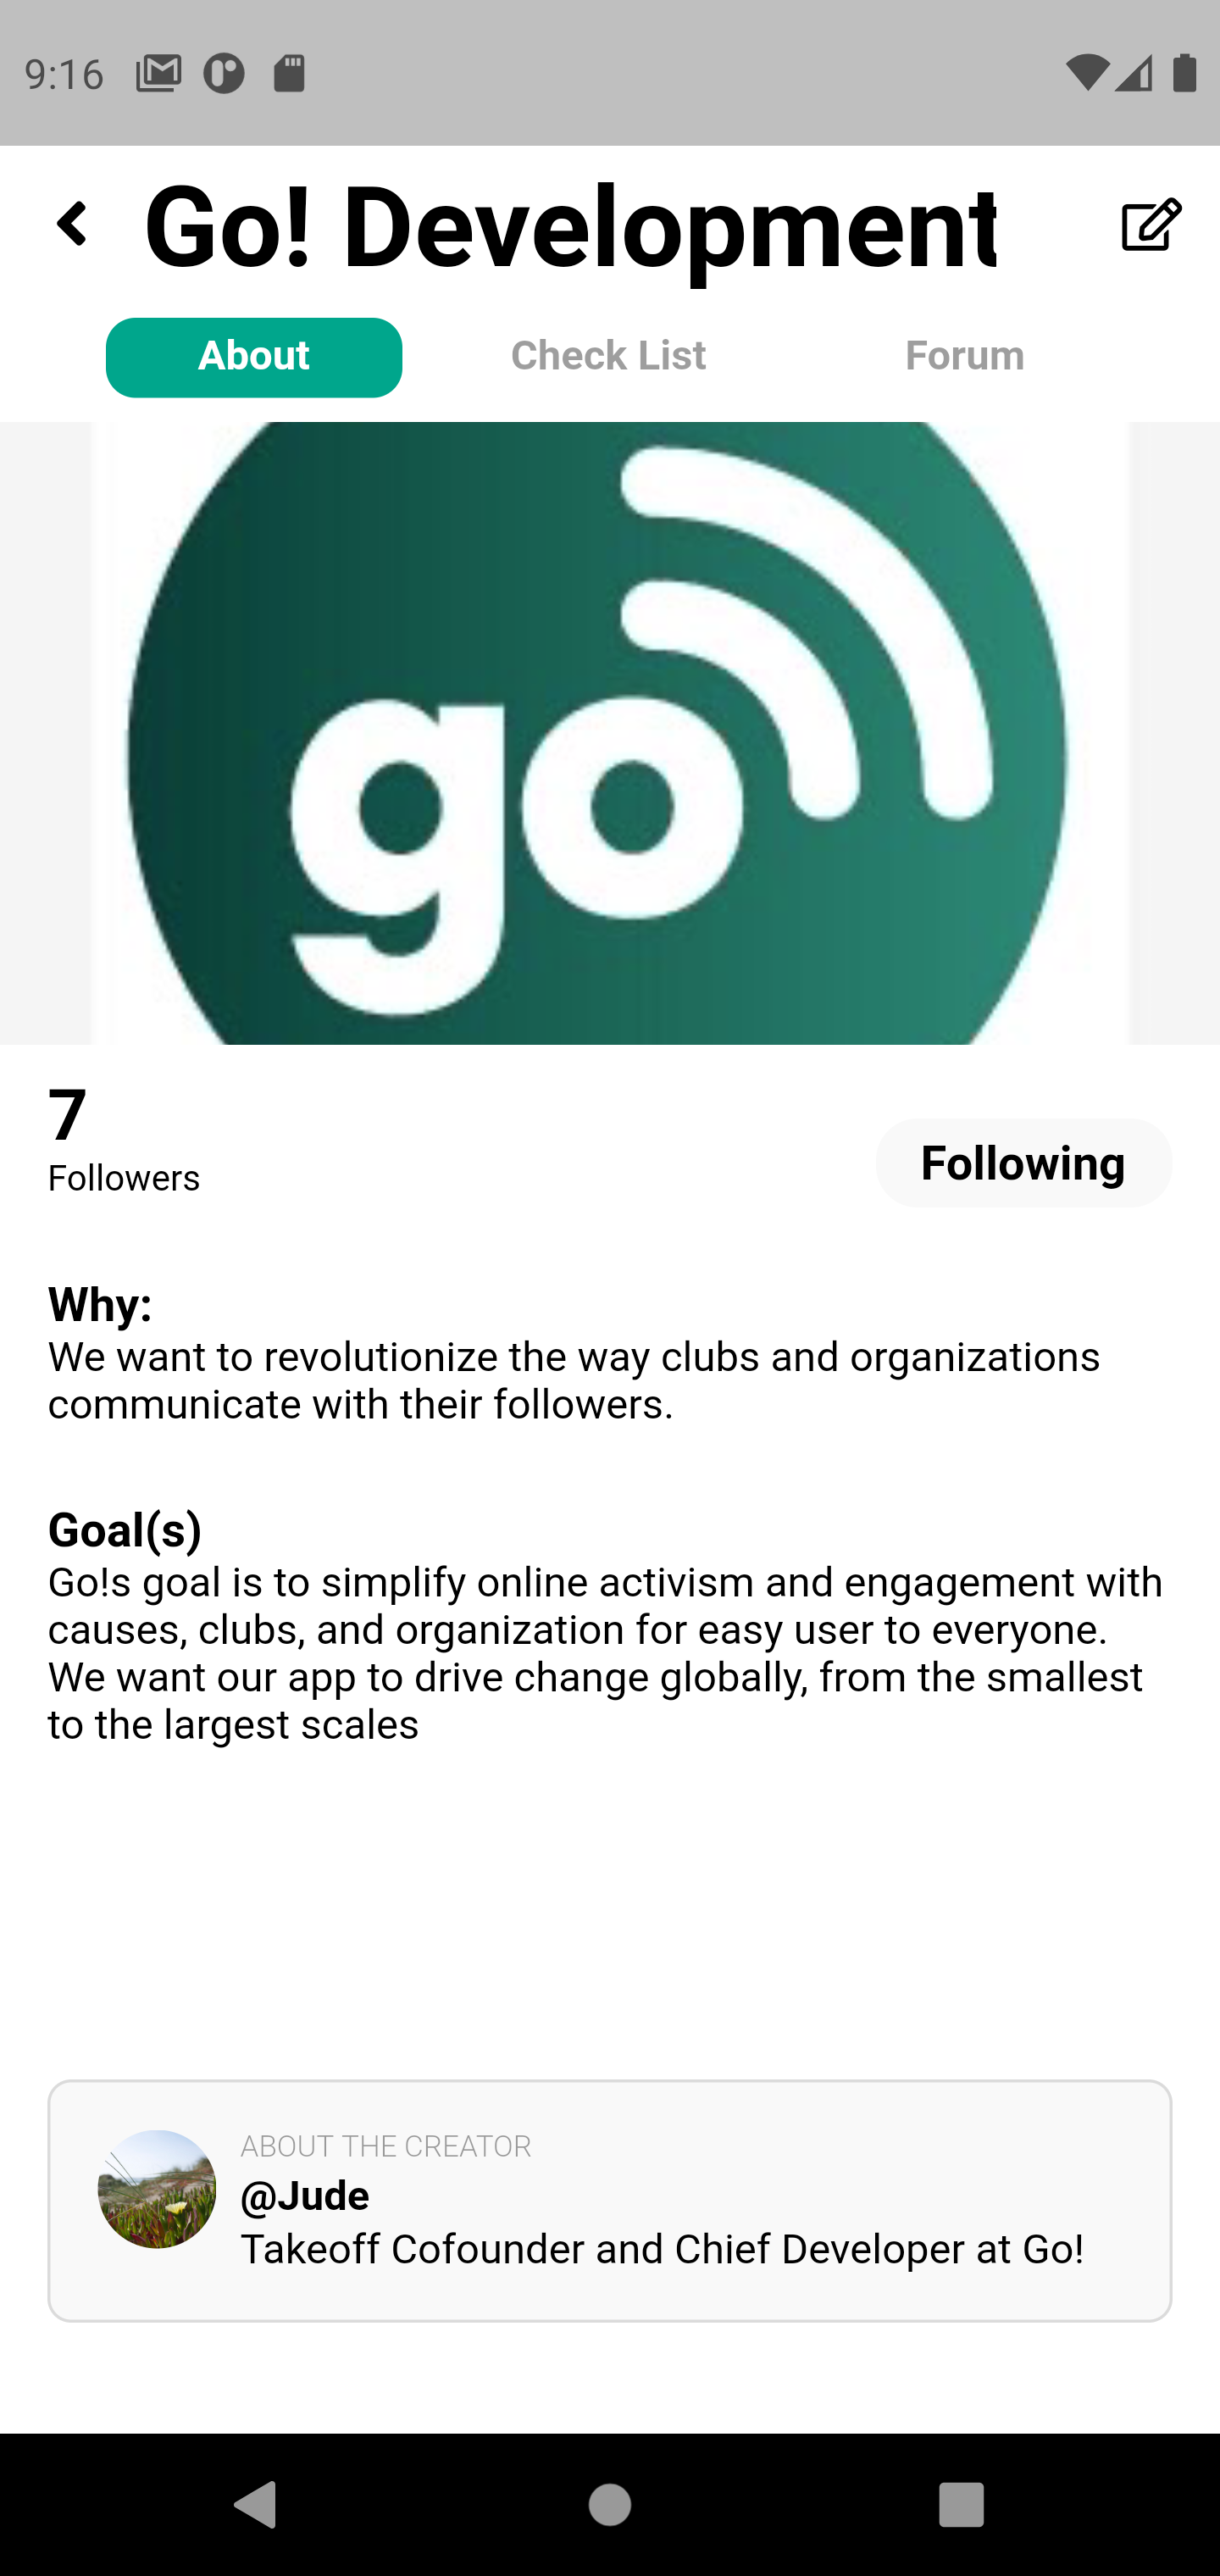 9:16
Go! Development
About
Check List
Forum
go
7
Followers
Following
Why:
We want to revolutionize the way clubs and organizations
communicate with their followers.
Goal(s)
Go!s goal is to simplify online activism and engagement with
causes, clubs, and organization for easy user to everyone.
We want our app to drive change globally, from the smallest
to the largest scales
ABOUT THE CREATOR
@Jude
Takeoff Cofounder and Chief Developer at Go!